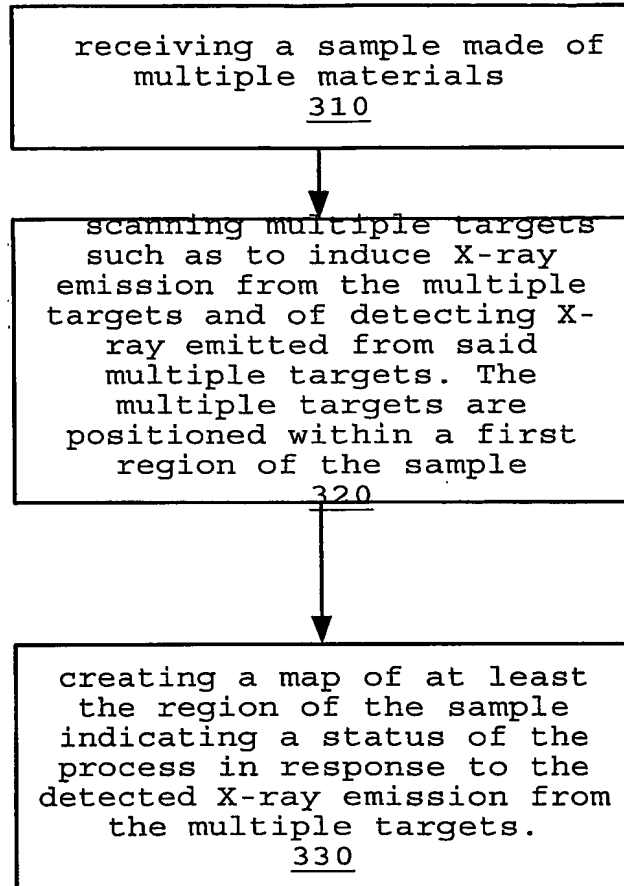 receiving a sample made of
multiple materials
310
scanning multiple targets
such as to induce X-ray
emission from the multiple
targets and of detecting X-
ray emitted from said
multiple targets. The
multiple targets are
positioned within a first
region of the sample
320
creating a map of at least
the region of the sample
indicating a status of the
process in response to the
detected X-ray emission from
the multiple targets.
330